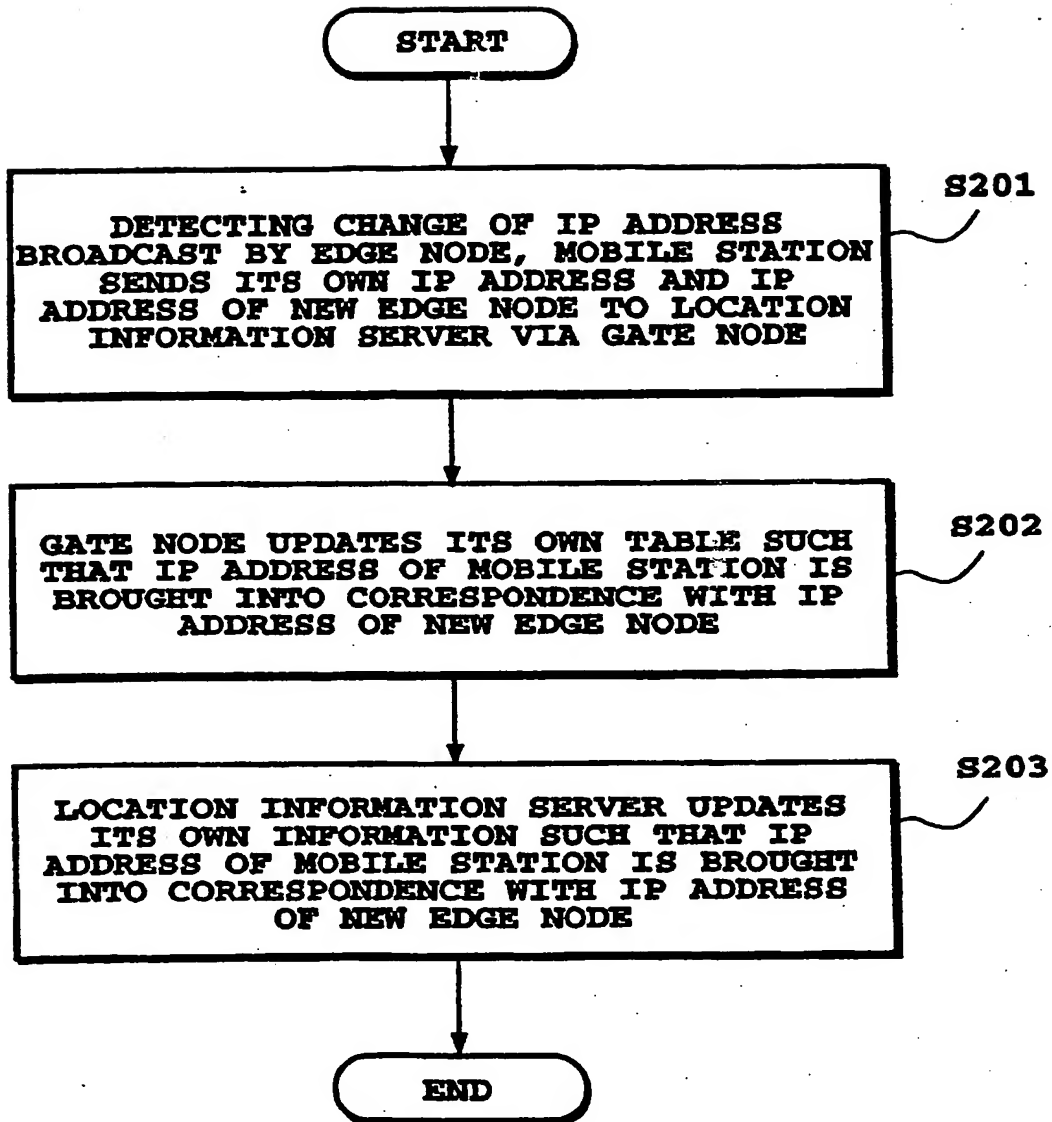 START
S201
DETECTING CHANGE OF IP ADDRESS
BROADCAST BY EDGE NODE, MOBILE STATION
SENDS ITS OWN IP ADDRESS AND IP
ADDRESS OF NEW EDGE NODE TO LOCATION
INFORMATION SERVER VIA GATE NODE
S202
GATE NODE UPDATES ITS OWN TABLE SUCH
THAT IP ADDRESS OF MOBILE STATION IS
BROUGHT INTO CORRESPONDENCE WITH IP
ADDRESS OF NEW EDGE NODE
S203
LOCATION INFORMATION SERVER UPDATES
ITS OWN INFORMATION SUCH THAT IP
ADDRESS OF MOBILE STATION IS BROUGHT
INTO CORRESPONDENCE WITH IP ADDRESS
OF NEW EDGE NODE
END